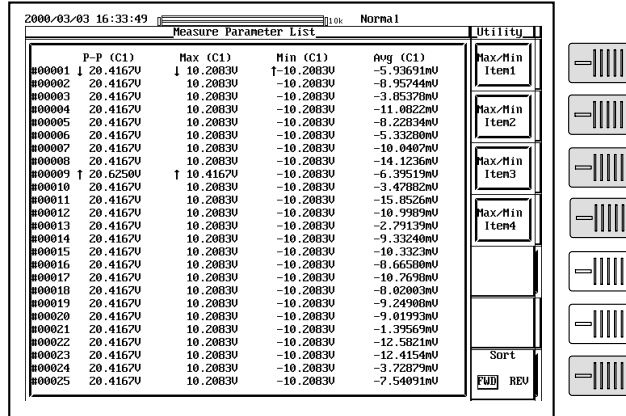 2000/03/03 16:33:49 10k Normal
Measure Parameter List Utility
P-P (C1) Max (C1) Min (C1) Avg (C1)
#00001 ↓ 20.4167V ↓ 10.2083V ↑-10.2083V -5.93691mV
#00002 20.4167V 10.2083V -10.2083V -8.95744mV
#00003 20.4167V 10.2083V -10.2083V -3.85378mV
#00004 20.4167V 10.2083V -10.2083V -11.0822mV
#00005 20.4167V 10.2083V -10.2083V -8.22834mV
#00006 20.4167V 10.2083V -10.2083V -5.33280mV
#00007 20.4167V 10.2083V -10.2083V -10.0407mV
#00008 20.4167V 10.2083V -10.2083V -14.1236mV
#00009 ↑ 20.6250V ↑ 10.4167V -10.2083V -6.39519mV
#00010 20.4167V 10.2083V -10.2083V -3.47882mV
#00011 20.4167V 10.2083V -10.2083V -15.8526mV
#00012 20.4167V 10.2083V -10.2083V -10.9989mV
#00013 20.4167V 10.2083V -10.2083V -2.79139mV
#00014 20.4167V 10.2083V -10.2083V -9.33240mV
#00015 20.4167V 10.2083V -10.2083V -10.3323mV
#00016 20.4167V 10.2083V -10.2083V -8.66580mV
#00017 20.4167V 10.2083V -10.2083V -10.7698mV
#00018 20.4167V 10.2083V -10.2083V -8.02003mV
#00019 20.4167V 10.2083V -10.2083V -9.24908mV
#00020 20.4167V 10.2083V -10.2083V -9.01993mV
#00021 20.4167V 10.2083V -10.2083V -1.39569mV
#00022 20.4167V 10.2083V -10.2083V -12.5821mV
#00023 20.4167V 10.2083V -10.2083V -12.4154mV
#00024 20.4167V 10.2083V -10.2083V -3.72879mV
#00025 20.4167V 10.2083V -10.2083V -7.54091mV
Max/Min
Item1
Max/Min
Item2
Max/Min
Item3
Max/Min
Item4
Sort
FWD REV